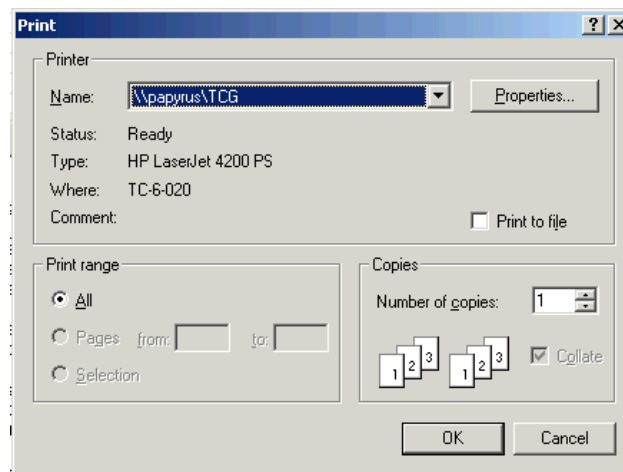 Print
Printer
Name: \\papyrus\TCG Properties...
Status: Ready
Type: HP LaserJet 4200 PS
Where: TC-6-020
Comment: Print to file
Print range
All
Pages from: to:
Selection
Copies
Number of copies: 1
1 2 3 1 2 3 Collate
OK Cancel